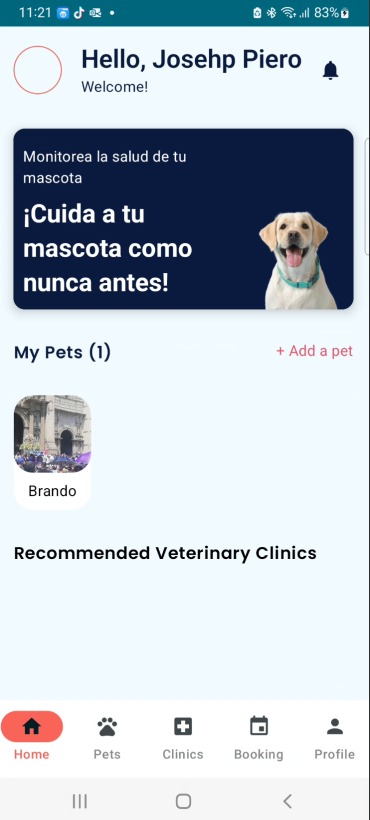 11:21 83%
Hello, Josehp Piero
Welcome!
Monitorea la salud de tu
mascota
¡Cuida a tu
mascota como
nunca antes!
My Pets (1)
+ Add a pet
Brando
Recommended Veterinary Clinics
Home Pets Clinics Booking Profile